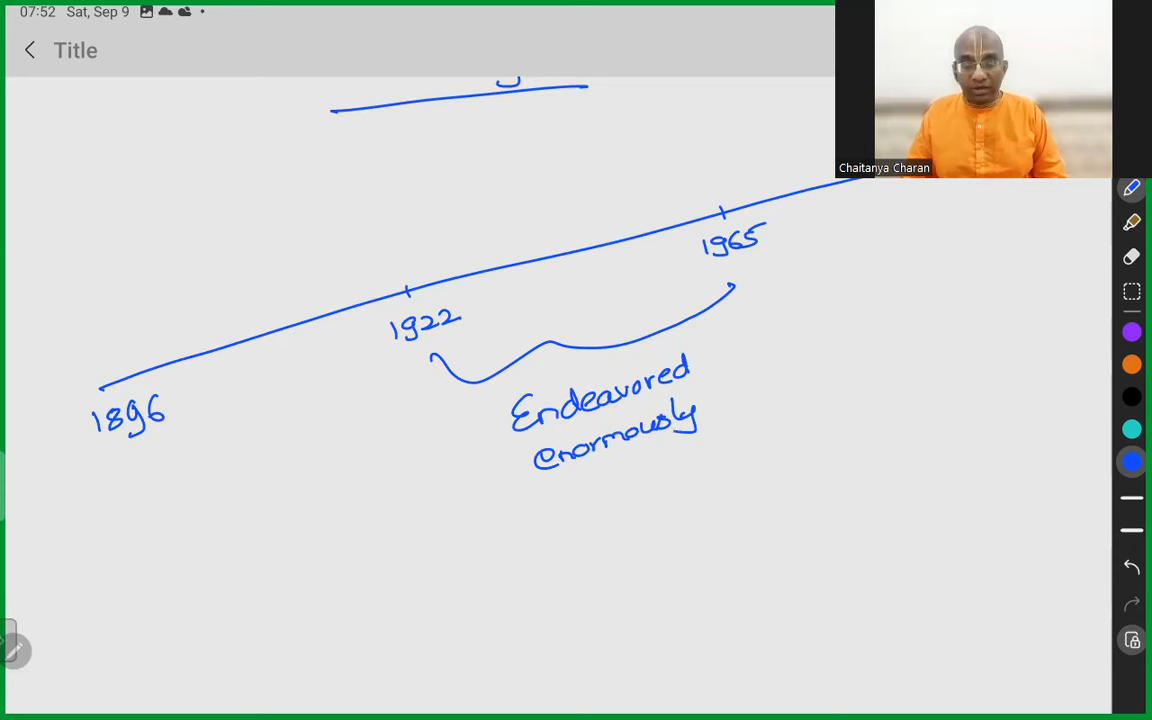 07:52 Sat, Sep 9
Title
Chaitanya Charan
1965
1922
1896
Endeavored
enormously